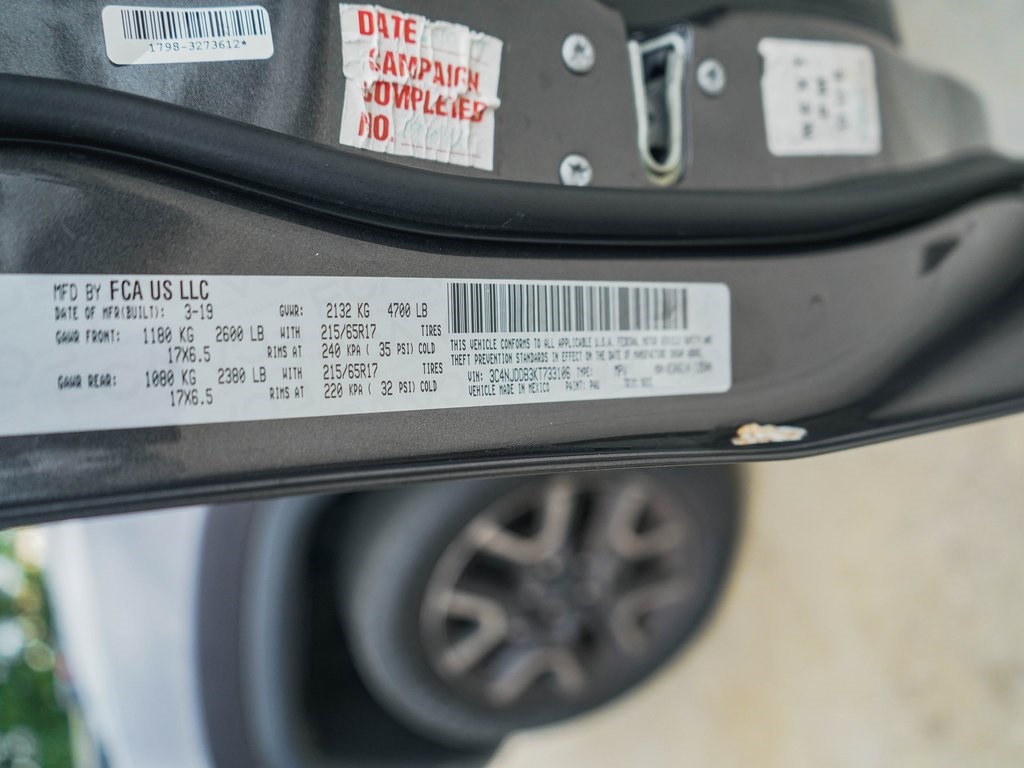 1798-3273612*
DATE
CAMPAIGN
COMPLETED
NO.
MFD BY FCA US LLC
DATE OF MFR(BUILT): 3-19 GVWR: 2132 KG 4700 LB
GAWR FRONT: 1180 KG 2600 LB WITH 215/65R17 TIRES
17X6.5 RIMS AT 240 KPA ( 35 PSI) COLD
GAWR REAR: 1080 KG 2380 LB WITH 215/65R17 TIRES
17X6.5 RIMS AT 220 KPA ( 32 PSI) COLD
THIS VEHICLE CONFORMS TO ALL APPLICABLE U.S.A. FEDERAL MOTOR VEHICLE SAFETY AND
THEFT PREVENTION STANDARDS IN EFFECT ON THE DATE OF MANUFACTURE SHOWN ABOVE.
VIN: 3C4NJDDB3KT733106 TYPE: MPV
VEHICLE MADE IN MEXICO PAINT: PAU TRIM: